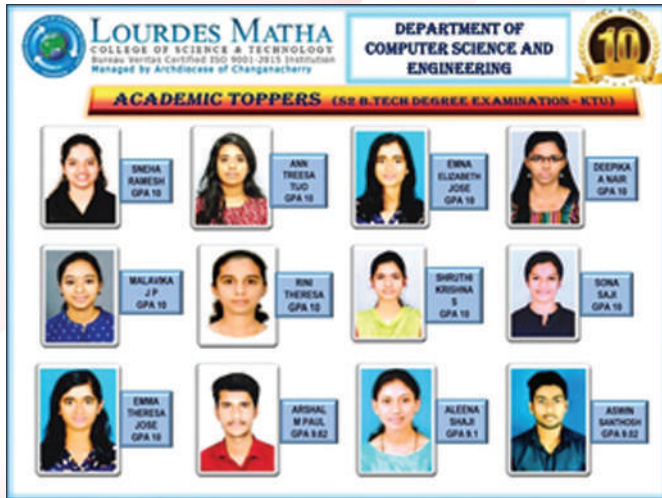 LOURDES MATHA
COLLEGE OF SCIENCE & TECHNOLOGY
Bureau Veritas Certified ISO 9001-2015 Institution
Managed by Archdiocese of Changanacherry
DEPARTMENT OF
COMPUTER SCIENCE AND
ENGINEERING
10
ACADEMIC TOPPERS (S2 B.TECH DEGREE EXAMINATION - KTU)
SNEHA
RAMESH
GPA 10
ANN
TREESA
TIJO
GPA 10
EMNA
ELIZABETH
JOSE
GPA 10
DEEPIKA
A NAIR
GPA 10
MALAVIKA
J P
GPA 10
RINI
THERESA
GPA 10
SHRUTHI
KRISHNA
S
GPA 10
SONA
SAJI
GPA 10
EMMA
THERESA
JOSE
GPA 10
ARSHAL
M PAUL
GPA 9.82
ALEENA
SHAJI
GPA 9.1
ASWIN
SANTHOSH
GPA 9.02